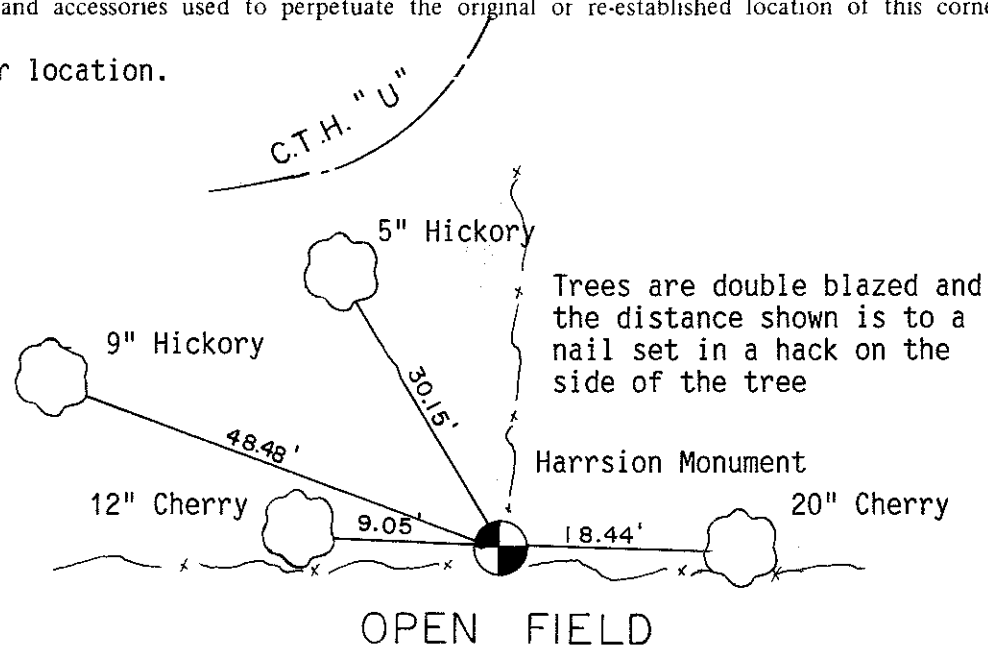 and accessories used to perpetuate the original or re-established location of this corne
r location.
C.T.H. "U"
5" Hickory
Trees are double blazed and
the distance shown is to a
nail set in a hack on the
side of the tree
9" Hickory
30.15'
48.48'
Harrsion Monument
12" Cherry
20" Cherry
9.05'
18.44'
OPEN FIELD